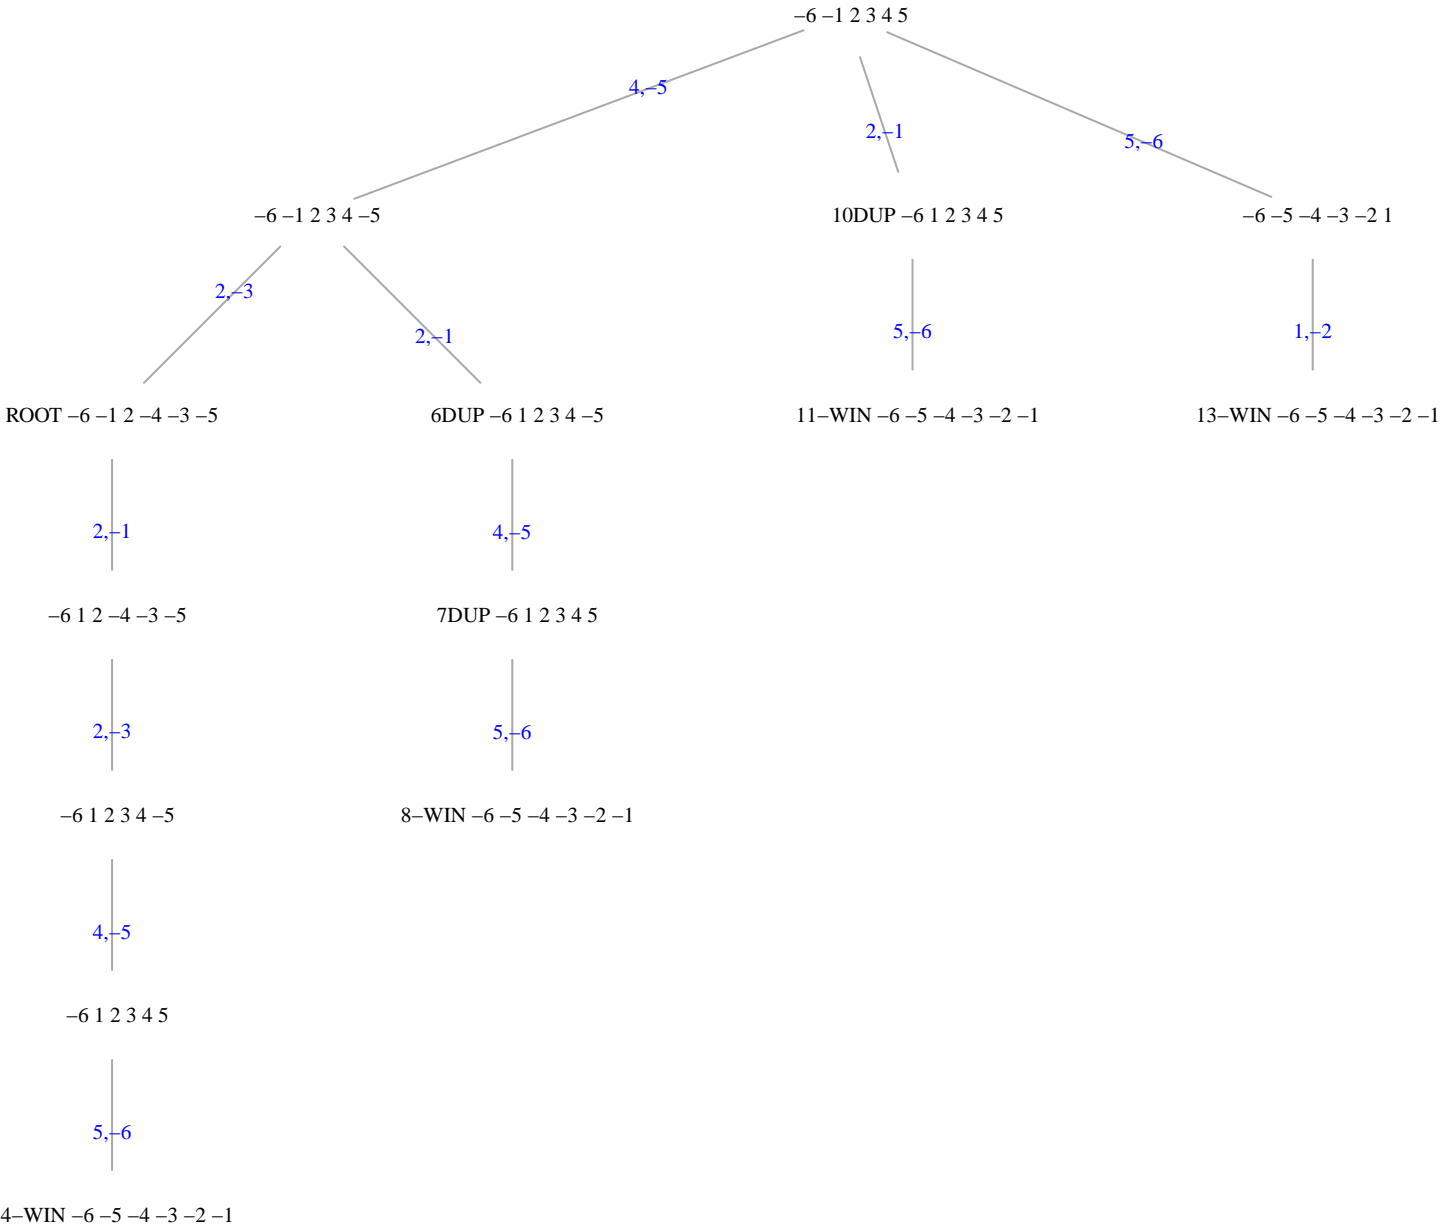 −6 −1 2 3 4 5
4,−5
2,−1
5,−6
−6 −1 2 3 4 −5
10DUP −6 1 2 3 4 5
−6 −5 −4 −3 −2 1
2,−3
2,−1
5,−6
1,−2
ROOT −6 −1 2 −4 −3 −5
6DUP −6 1 2 3 4 −5
11−WIN −6 −5 −4 −3 −2 −1
13−WIN −6 −5 −4 −3 −2 −1
2,−1
4,−5
−6 1 2 −4 −3 −5
7DUP −6 1 2 3 4 5
2,−3
5,−6
−6 1 2 3 4 −5
8−WIN −6 −5 −4 −3 −2 −1
4,−5
−6 1 2 3 4 5
5,−6
4−WIN −6 −5 −4 −3 −2 −1